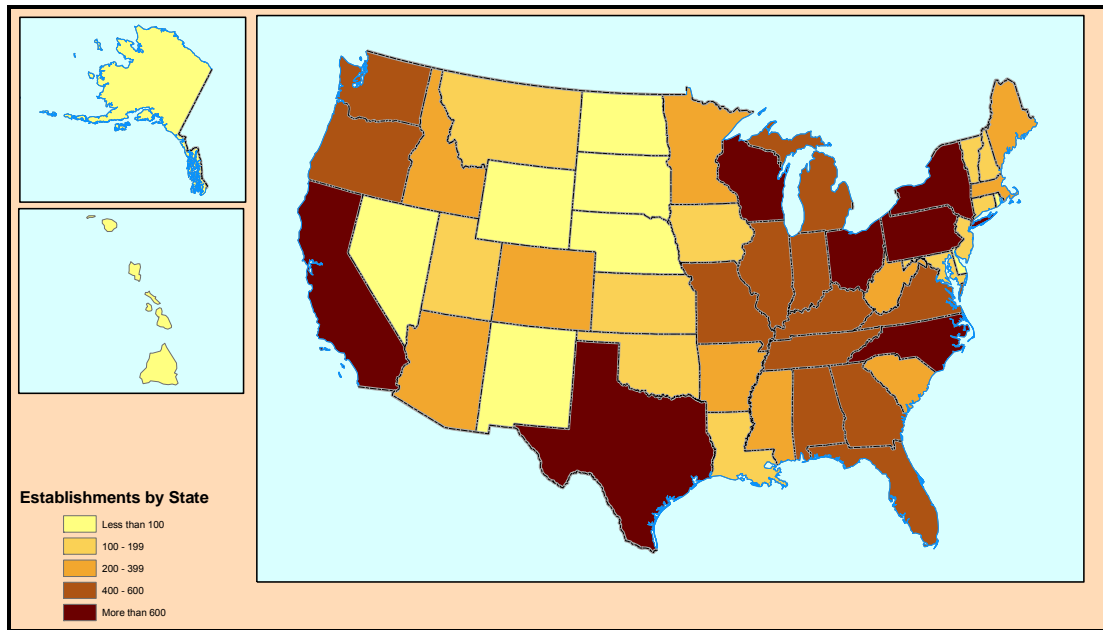 Establishments by State
Less than 100
100 - 199
200 - 399
400 - 600
More than 600